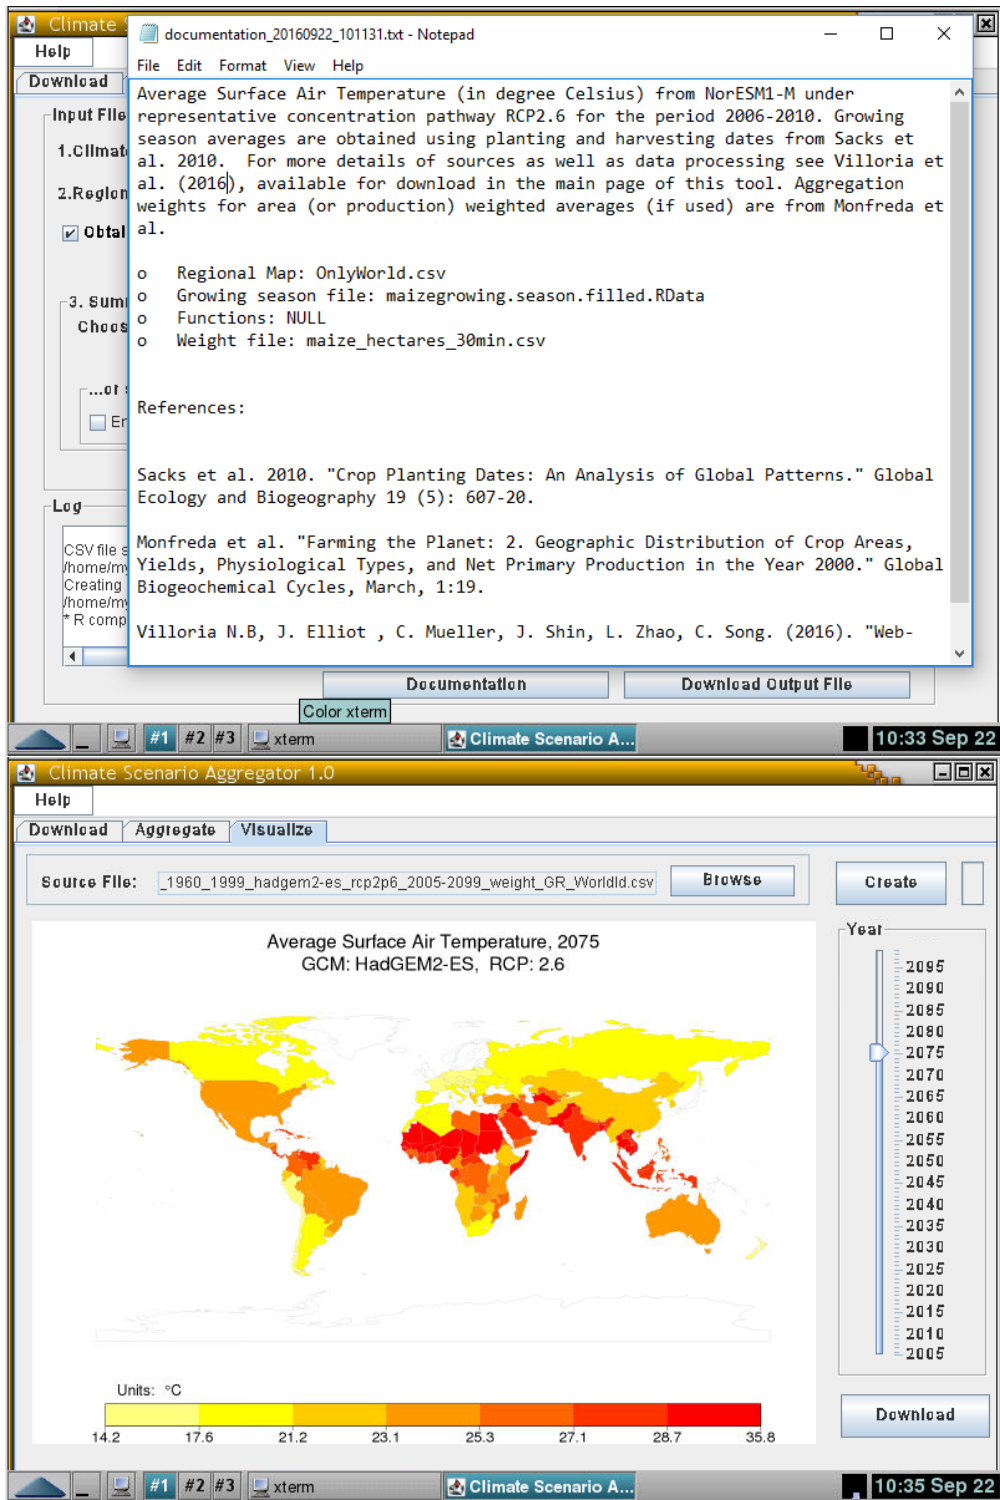 Climate S
documentation_20160922_101131.txt - Notepad
Help
File Edit Format View Help
Download
Average Surface Air Temperature (in degree Celsius) from NorESM1-M under
representative concentration pathway RCP2.6 for the period 2006-2010. Growing
season averages are obtained using planting and harvesting dates from Sacks et
al. 2010.  For more details of sources as well as data processing see Villoria et
al. (2016), available for download in the main page of this tool. Aggregation
weights for area (or production) weighted averages (if used) are from Monfreda et
al.
o Regional Map: OnlyWorld.csv
o Growing season file: maizegrowing.season.filled.RData
o Functions: NULL
o Weight file: maize_hectares_30min.csv
References:
Sacks et al. 2010. "Crop Planting Dates: An Analysis of Global Patterns." Global
Ecology and Biogeography 19 (5): 607-20.
Monfreda et al. "Farming the Planet: 2. Geographic Distribution of Crop Areas,
Yields, Physiological Types, and Net Primary Production in the Year 2000." Global
Biogeochemical Cycles, March, 1:19.
Villoria N.B, J. Elliot , C. Mueller, J. Shin, L. Zhao, C. Song. (2016). "Web-
Input File
1.Climat
2.Region
Obtai
3. Sum
Choos
...or s
En
Log
CSV file s
/home/my
Creating
/home/my
* R comp
Documentation
Download Output File
Color xterm
#1 #2 #3
xterm
Climate Scenario A...
10:33 Sep 22
Climate Scenario Aggregator 1.0
Help
Download Aggregate Visualize
Source File:
_1960_1999_hadgem2-es_rcp2p6_2005-2099_weight_GR_WorldId.csv
Browse
Create
Average Surface Air Temperature, 2075
GCM: HadGEM2-ES, RCP: 2.6
Year
2095
2090
2085
2080
2075
2070
2065
2060
2055
2050
2045
2040
2035
2030
2025
2020
2015
2010
2005
Units: °C
14.2 17.6 21.2 23.1 25.3 27.1 28.7 35.8
Download
#1 #2 #3
xterm
Climate Scenario A...
10:35 Sep 22